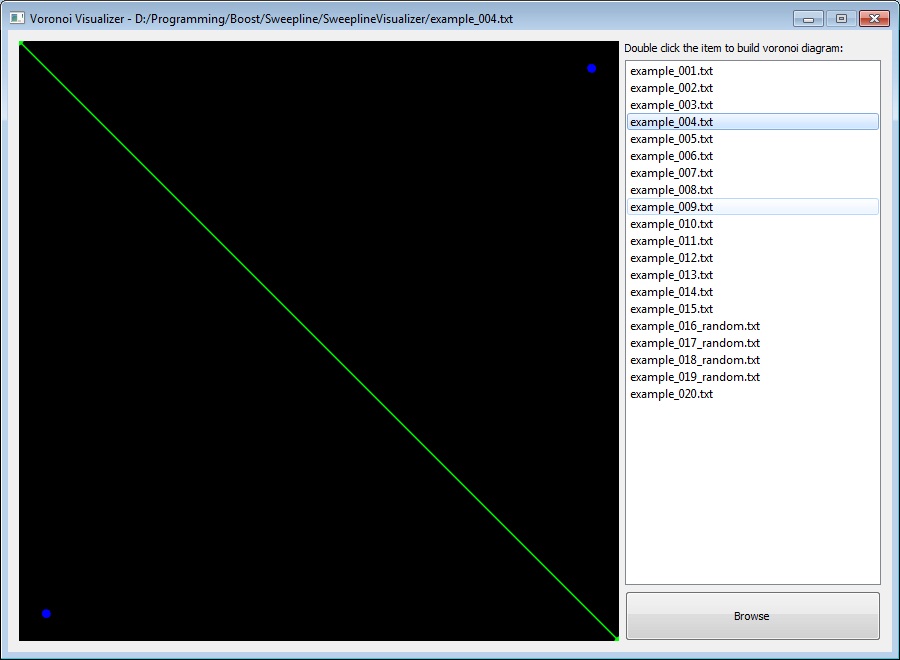 Voronoi Visualizer - D:/Programming/Boost/Sweepline/SweeplineVisualizer/example_004.txt
Double click the item to build voronoi diagram:
example_001.txt
example_002.txt
example_003.txt
example_004.txt
example_005.txt
example_006.txt
example_007.txt
example_008.txt
example_009.txt
example_010.txt
example_011.txt
example_012.txt
example_013.txt
example_014.txt
example_015.txt
example_016_random.txt
example_017_random.txt
example_018_random.txt
example_019_random.txt
example_020.txt
Browse